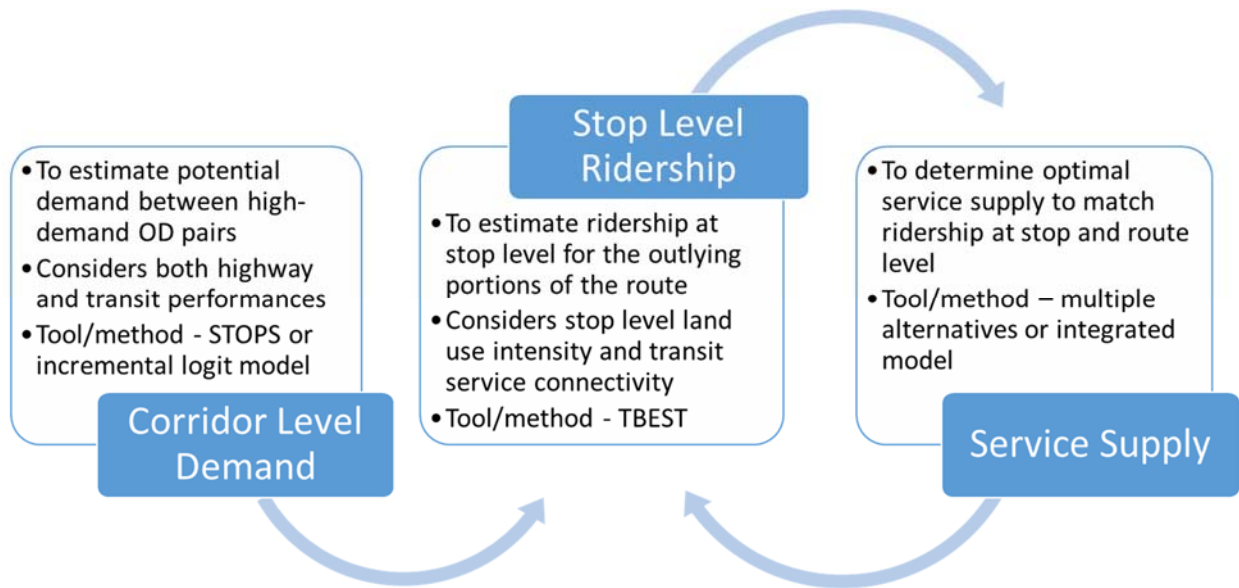 •To estimate potential
demand between high-
demand OD pairs
•Considers both highway
and transit performances
•Tool/method - STOPS or
incremental logit model
Corridor Level
Demand
Stop Level
Ridership
•To estimate ridership at
stop level for the outlying
portions of the route
•Considers stop level land
use intensity and transit
service connectivity
•Tool/method - TBEST
•To determine optimal
service supply to match
ridership at stop and route
level
•Tool/method – multiple
alternatives or integrated
model
Service Supply